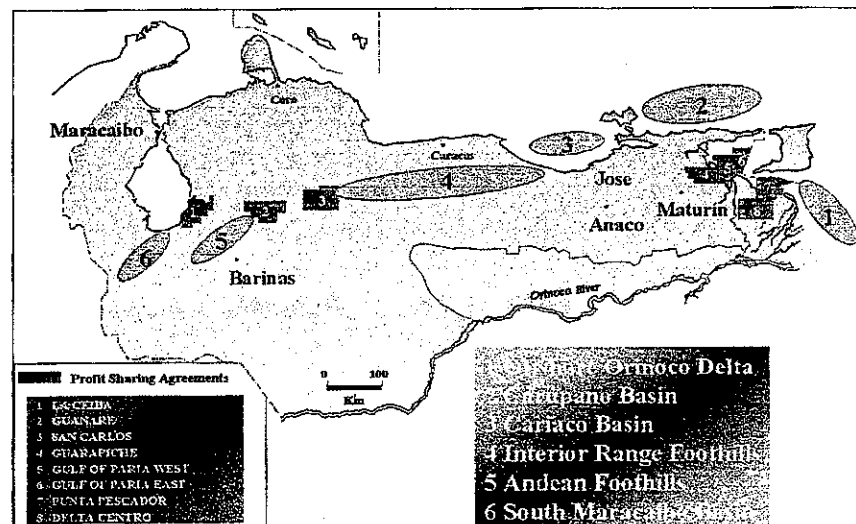 Coro
Maracaibo
Caracas
2
3
4
Jose
Maturín
Anaco
1
5
6
Barinas
Orinoco River
0 100
Km
Profit Sharing Agreements
1 LA CEIBA
2 GUANARE
3 SAN CARLOS
4 GUARAPICHE
5 GULF OF PARIA WEST
6 GULF OF PARIA EAST
7 PUNTA PESCADOR
8 DELTA CENTRO
Orinoco Delta
Carupano Basin
3 Cariaco Basin
4 Interior Range Foothills
5 Andean Foothills
6 South Maracaibo Basin